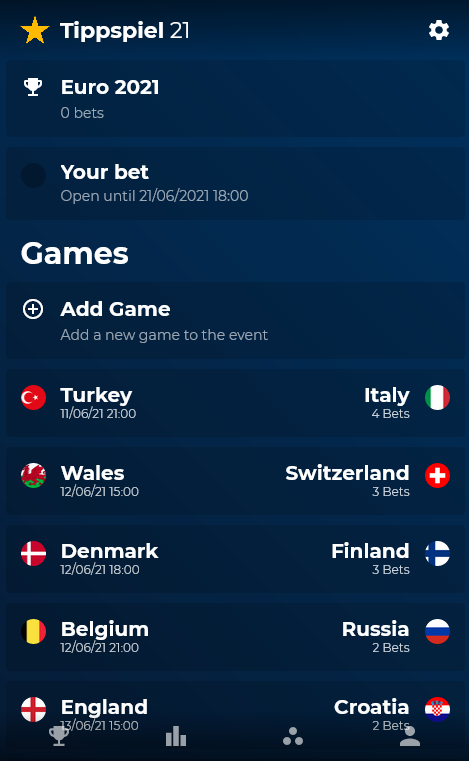 Tippspiel 21
Euro 2021
0 bets
Your bet
Open until 21/06/2021 18:00
Games
Add Game
Add a new game to the event
Turkey Italy
11/06/21 21:00 4 Bets
Wales Switzerland
12/06/21 15:00 3 Bets
Denmark Finland
12/06/21 18:00 3 Bets
Belgium Russia
12/06/21 21:00 2 Bets
England Croatia
13/06/21 15:00 2 Bets